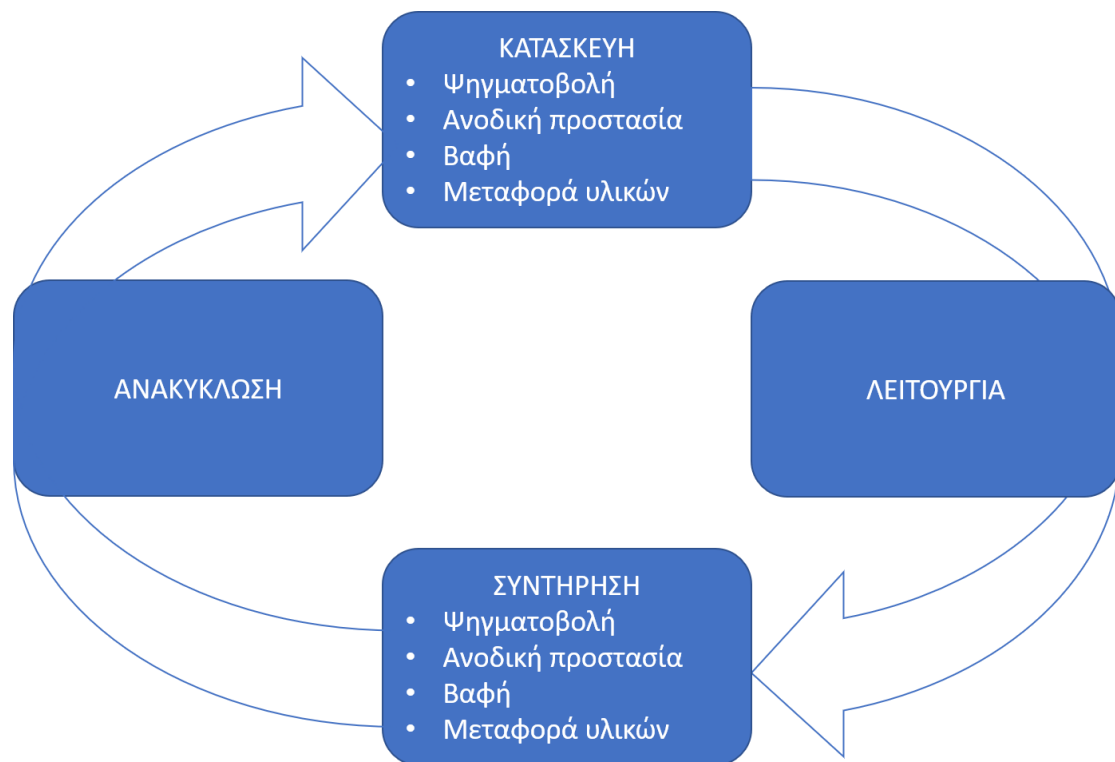 ΚΑΤΑΣΚΕΥΗ
• Ψηγματοβολή
• Ανοδική προστασία
• Βαφή
• Μεταφορά υλικών
ΑΝΑΚΥΚΛΩΣΗ
ΛΕΙΤΟΥΡΓΙΑ
ΣΥΝΤΗΡΗΣΗ
• Ψηγματοβολή
• Ανοδική προστασία
• Βαφή
• Μεταφορά υλικών